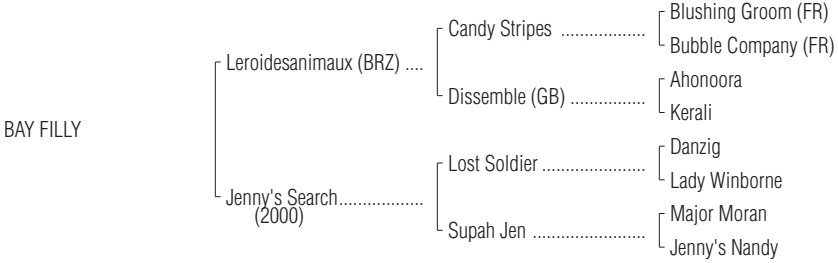 Blushing Groom (FR)
Candy Stripes ..................
Bubble Company (FR)
Leroidesanimaux (BRZ) ....
Ahonoora
Dissemble (GB) ................
Kerali
BAY FILLY
Danzig
Lost Soldier ......................
Lady Winborne
Jenny's Search..................
(2000)
Major Moran
Supah Jen ........................
Jenny's Nandy